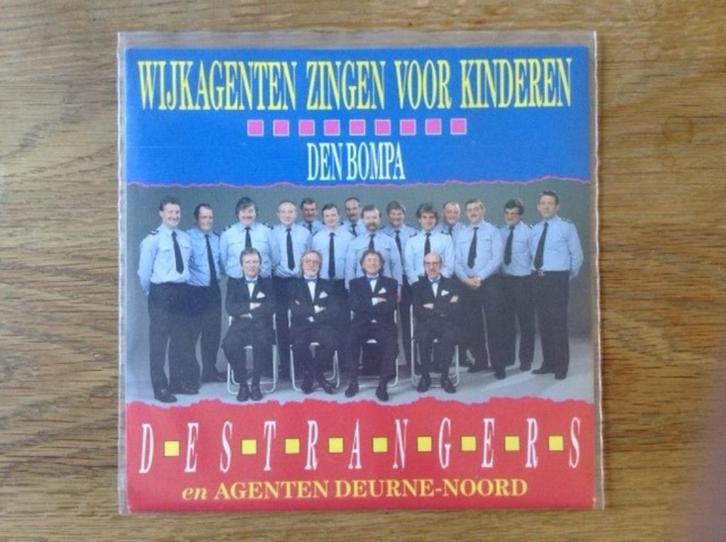 WIJKAGENTEN ZINGEN VOOR KINDEREN
DEN BOMPA
D·E S·T·R·A·N·G·E·R·S
en AGENTEN DEURNE-NOORD